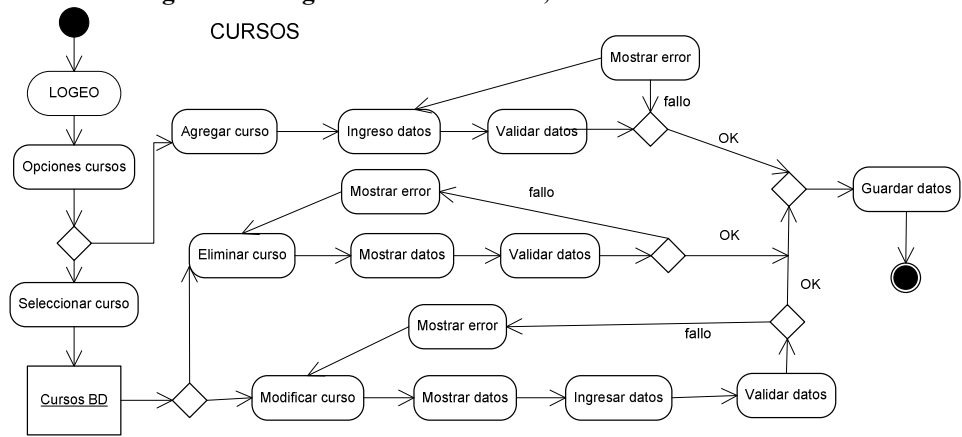 CURSOS
Mostrar error
LOGEO
fallo
Agregar curso
Ingreso datos
Validar datos
OK
Opciones cursos
Mostrar error
fallo
Guardar datos
OK
Eliminar curso
Mostrar datos
Validar datos
OK
Seleccionar curso
Mostrar error
fallo
Cursos BD
Modificar curso
Mostrar datos
Ingresar datos
Validar datos